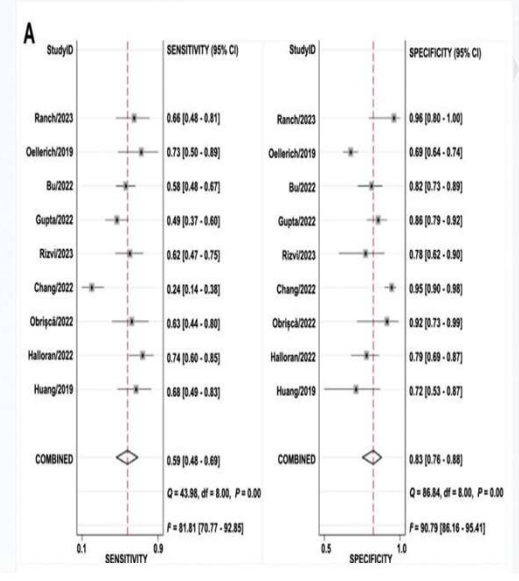 A
StudyID SENSITIVITY (95% CI)
Ranch/2023 0.66 [0.48 - 0.81]
Oellerich/2019 0.73 [0.50 - 0.89]
Bu/2022 0.58 [0.48 - 0.67]
Gupta/2022 0.49 [0.37 - 0.60]
Rizvi/2023 0.62 [0.47 - 0.75]
Chang/2022 0.24 [0.14 - 0.38]
Obrişcă/2022 0.63 [0.44 - 0.80]
Halloran/2022 0.74 [0.60 - 0.85]
Huang/2019 0.68 [0.49 - 0.83]
COMBINED 0.59 [0.48 - 0.69]
Q = 43.98, df = 8.00, P = 0.00
I² = 81.81 [70.77 - 92.85]
0.1 0.9
SENSITIVITY
StudyID SPECIFICITY (95% CI)
Ranch/2023 0.96 [0.80 - 1.00]
Oellerich/2019 0.69 [0.64 - 0.74]
Bu/2022 0.82 [0.73 - 0.89]
Gupta/2022 0.86 [0.79 - 0.92]
Rizvi/2023 0.78 [0.62 - 0.90]
Chang/2022 0.95 [0.90 - 0.98]
Obrişcă/2022 0.92 [0.73 - 0.99]
Halloran/2022 0.79 [0.69 - 0.87]
Huang/2019 0.72 [0.53 - 0.87]
COMBINED 0.83 [0.76 - 0.88]
Q = 86.84, df = 8.00, P = 0.00
I² = 90.79 [86.16 - 95.41]
0.5 1.0
SPECIFICITY